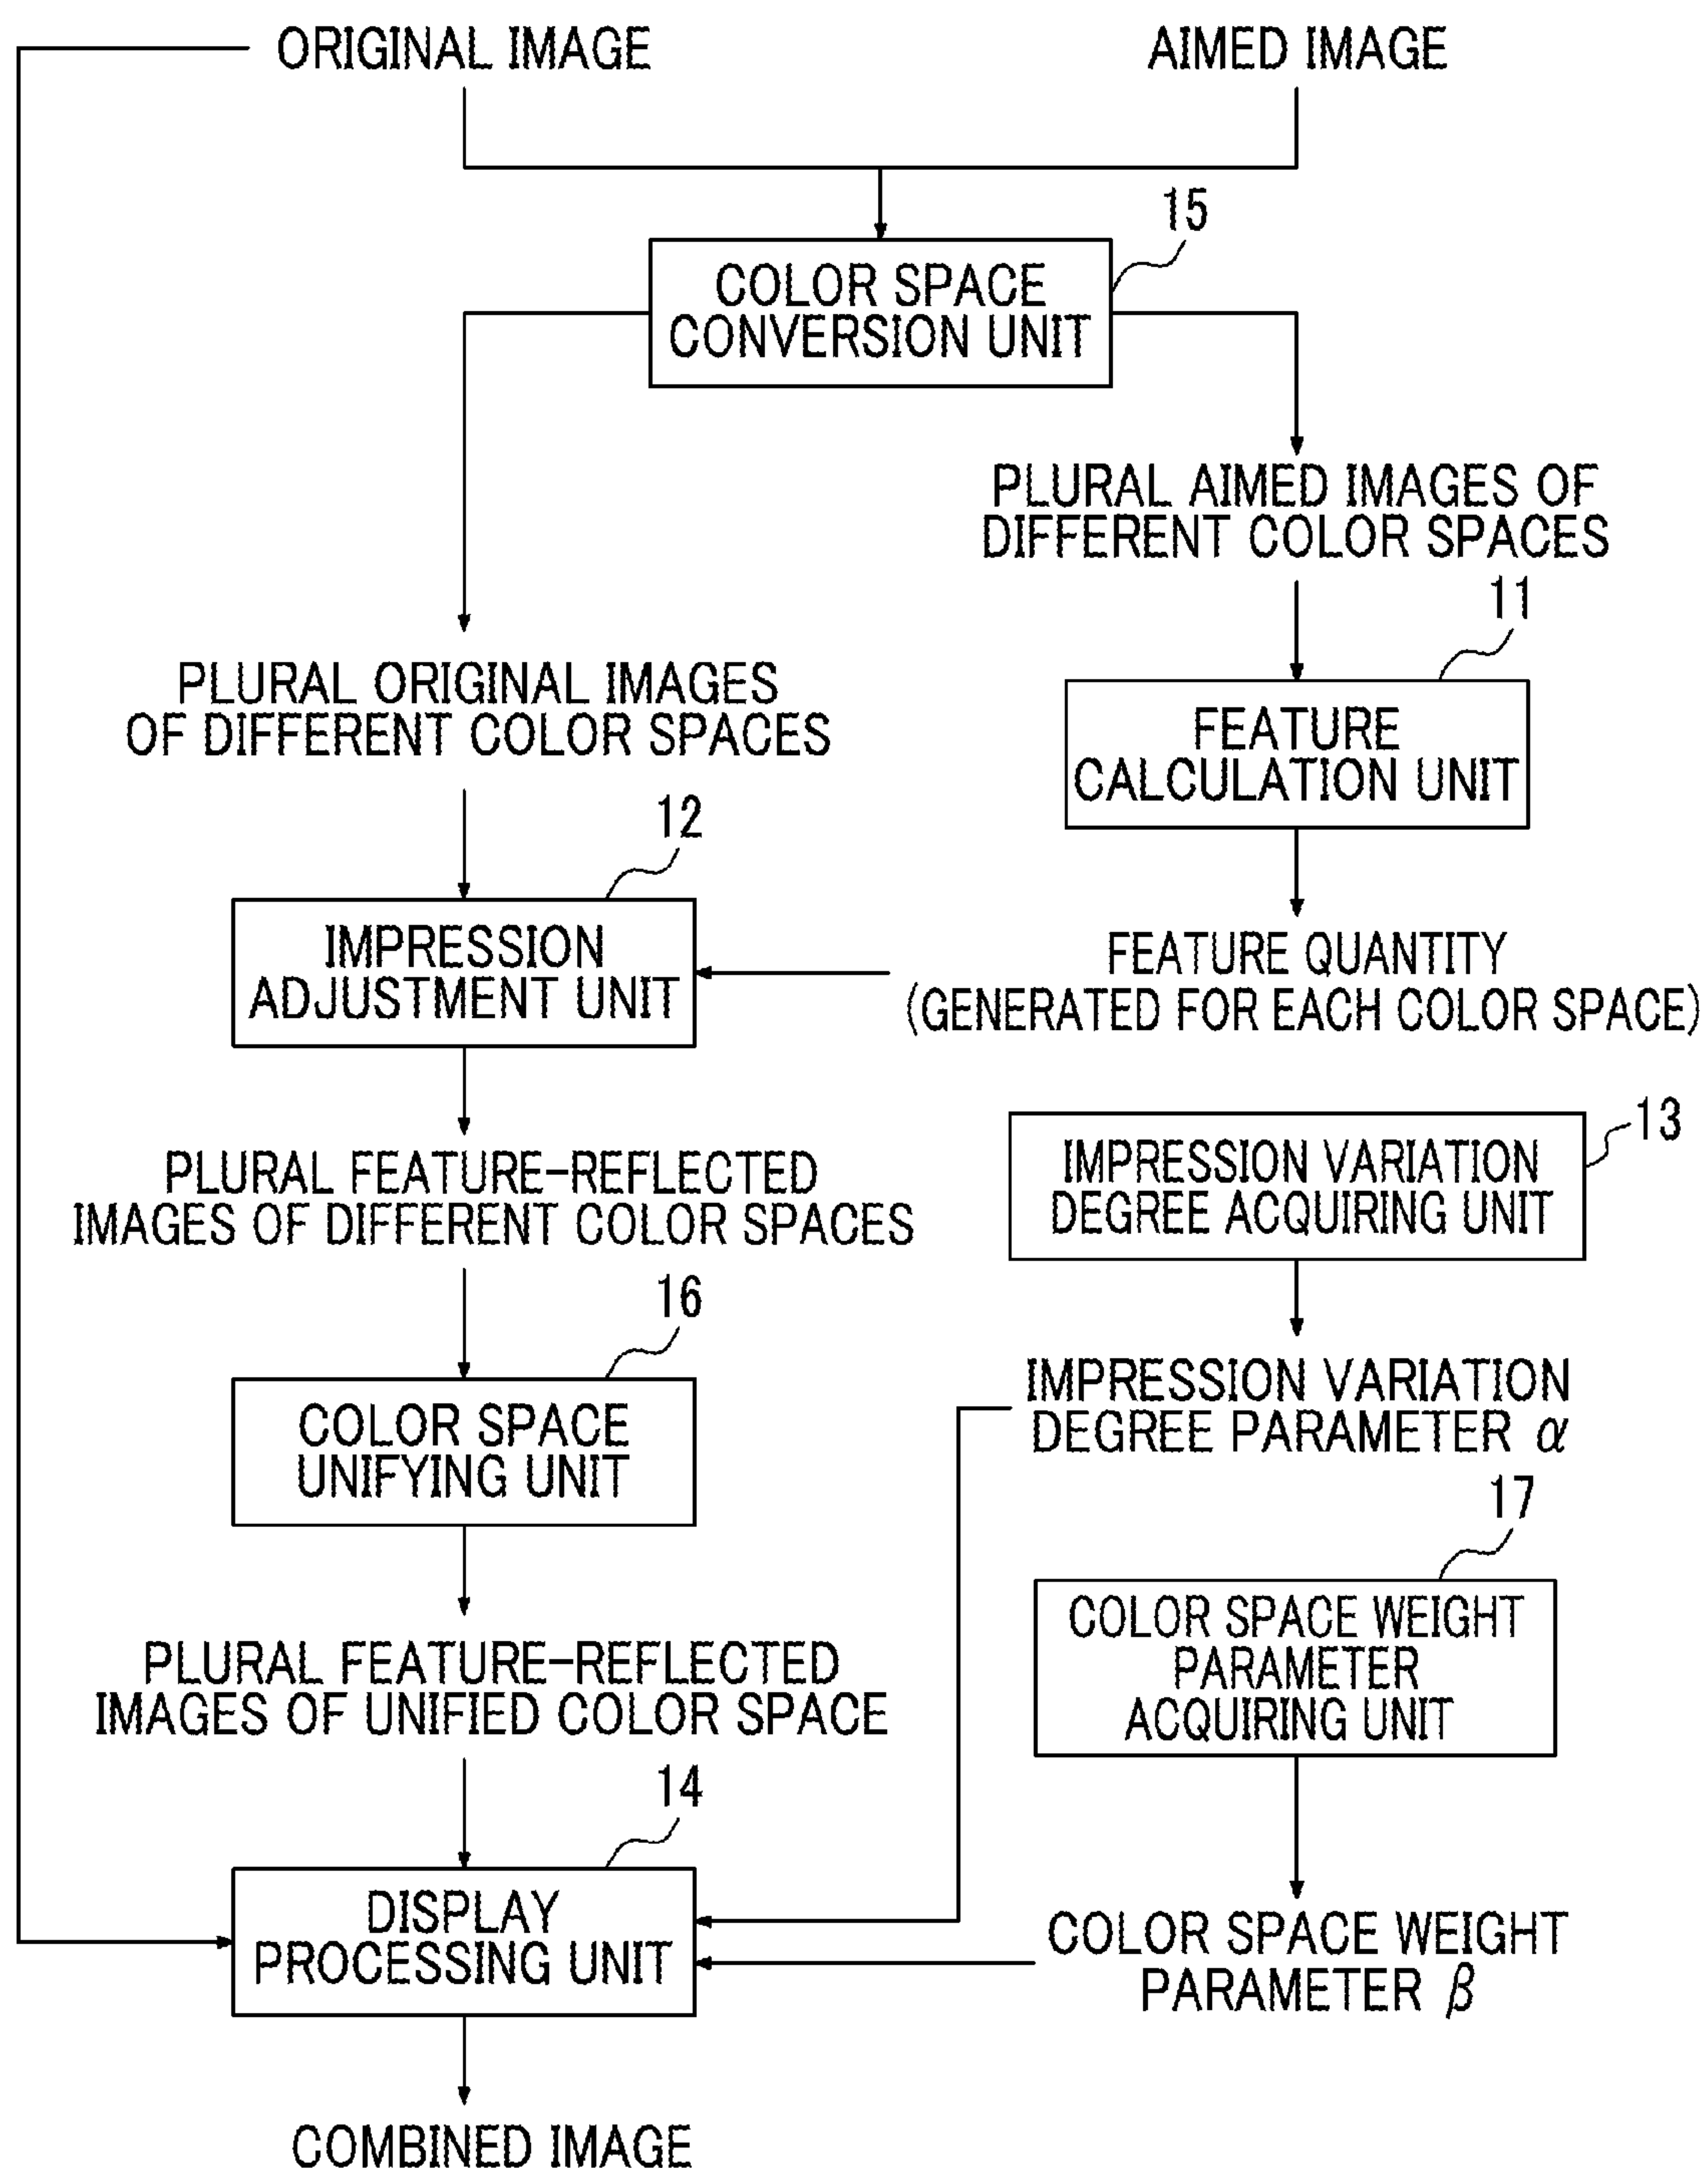 ORIGINAL IMAGE
AIMED IMAGE
15
COLOR SPACE
CONVERSION UNIT
PLURAL AIMED IMAGES OF
DIFFERENT COLOR SPACES
11
PLURAL ORIGINAL IMAGES
OF DIFFERENT COLOR SPACES
FEATURE
CALCULATION UNIT
12
IMPRESSION
ADJUSTMENT UNIT
FEATURE QUANTITY
(GENERATED FOR EACH COLOR SPACE)
13
PLURAL FEATURE-REFLECTED
IMAGES OF DIFFERENT COLOR SPACES
IMPRESSION VARIATION
DEGREE ACQUIRING UNIT
16
COLOR SPACE
UNIFYING UNIT
IMPRESSION VARIATION
DEGREE PARAMETER α
17
PLURAL FEATURE-REFLECTED
IMAGES OF UNIFIED COLOR SPACE
COLOR SPACE WEIGHT
PARAMETER
ACQUIRING UNIT
14
DISPLAY
PROCESSING UNIT
COLOR SPACE WEIGHT
PARAMETER β
COMBINED IMAGE